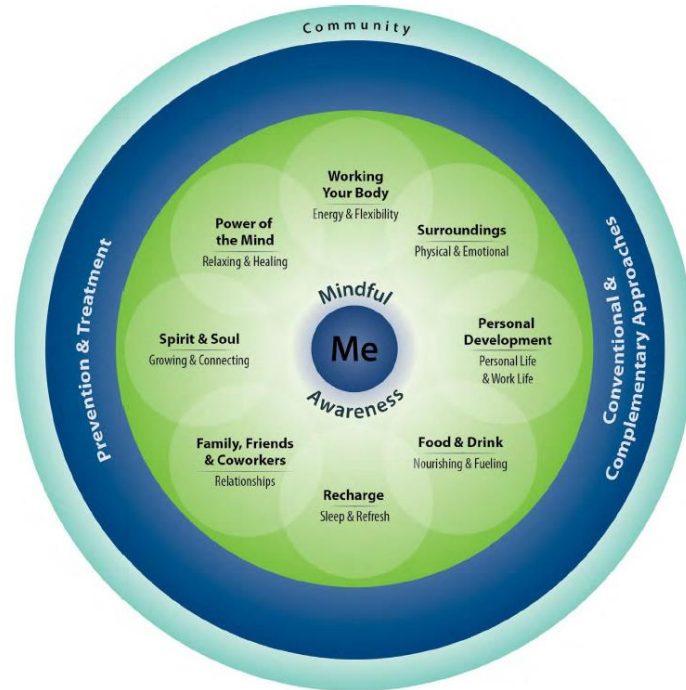 Community
Prevention & Treatment
Conventional &
Complementary Approaches
Working
Your Body
Energy & Flexibility
Surroundings
Physical & Emotional
Personal
Development
Personal Life
& Work Life
Food & Drink
Nourishing & Fueling
Recharge
Sleep & Refresh
Family, Friends
& Coworkers
Relationships
Spirit & Soul
Growing & Connecting
Power of
the Mind
Relaxing & Healing
Mindful
Me
Awareness